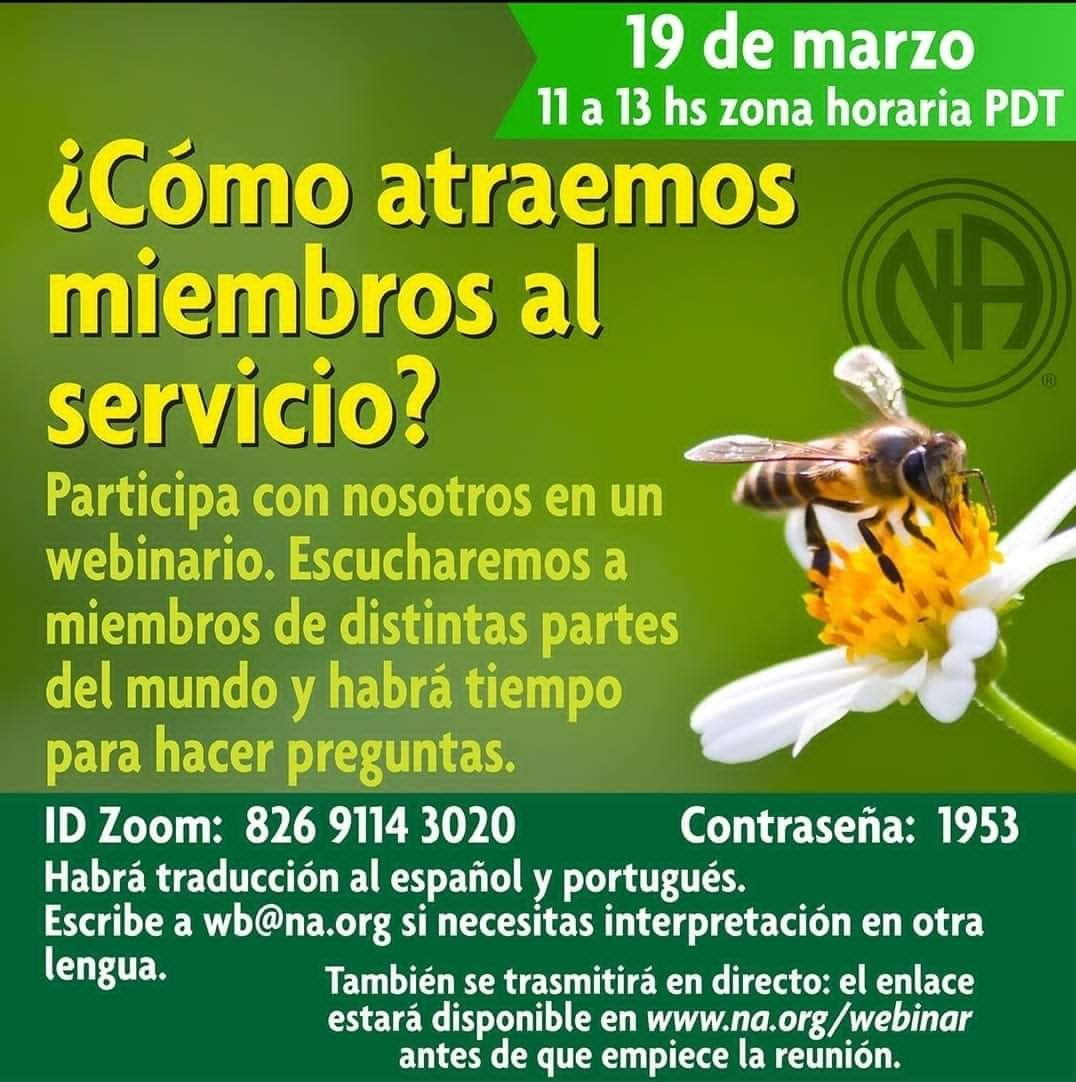 19 de marzo
11 a 13 hs zona horaria PDT
¿Cómo atraemos
miembros al
servicio?
NA
®
Participa con nosotros en un
webinario. Escucharemos a
miembros de distintas partes
del mundo y habrá tiempo
para hacer preguntas.
ID Zoom: 826 9114 3020
Contraseña: 1953
Habrá traducción al español y portugués.
Escribe a wb@na.org si necesitas interpretación en otra
lengua.
También se trasmitirá en directo: el enlace
estará disponible en www.na.org/webinar
antes de que empiece la reunión.